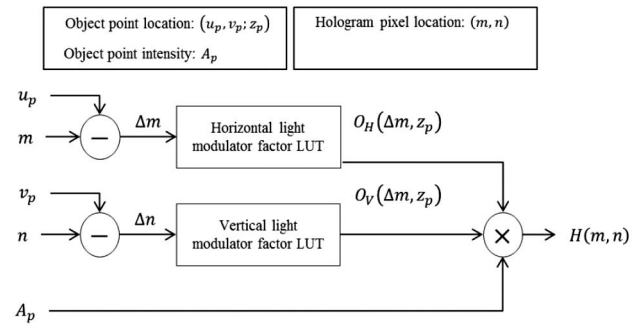 Object point location: (u_p, v_p; z_p)
Object point intensity: A_p
Hologram pixel location: (m, n)
u_p
m
−
Δm
Horizontal light
modulator factor LUT
O_H(Δm, z_p)
v_p
n
−
Δn
Vertical light
modulator factor LUT
O_V(Δm, z_p)
×
H(m, n)
A_p